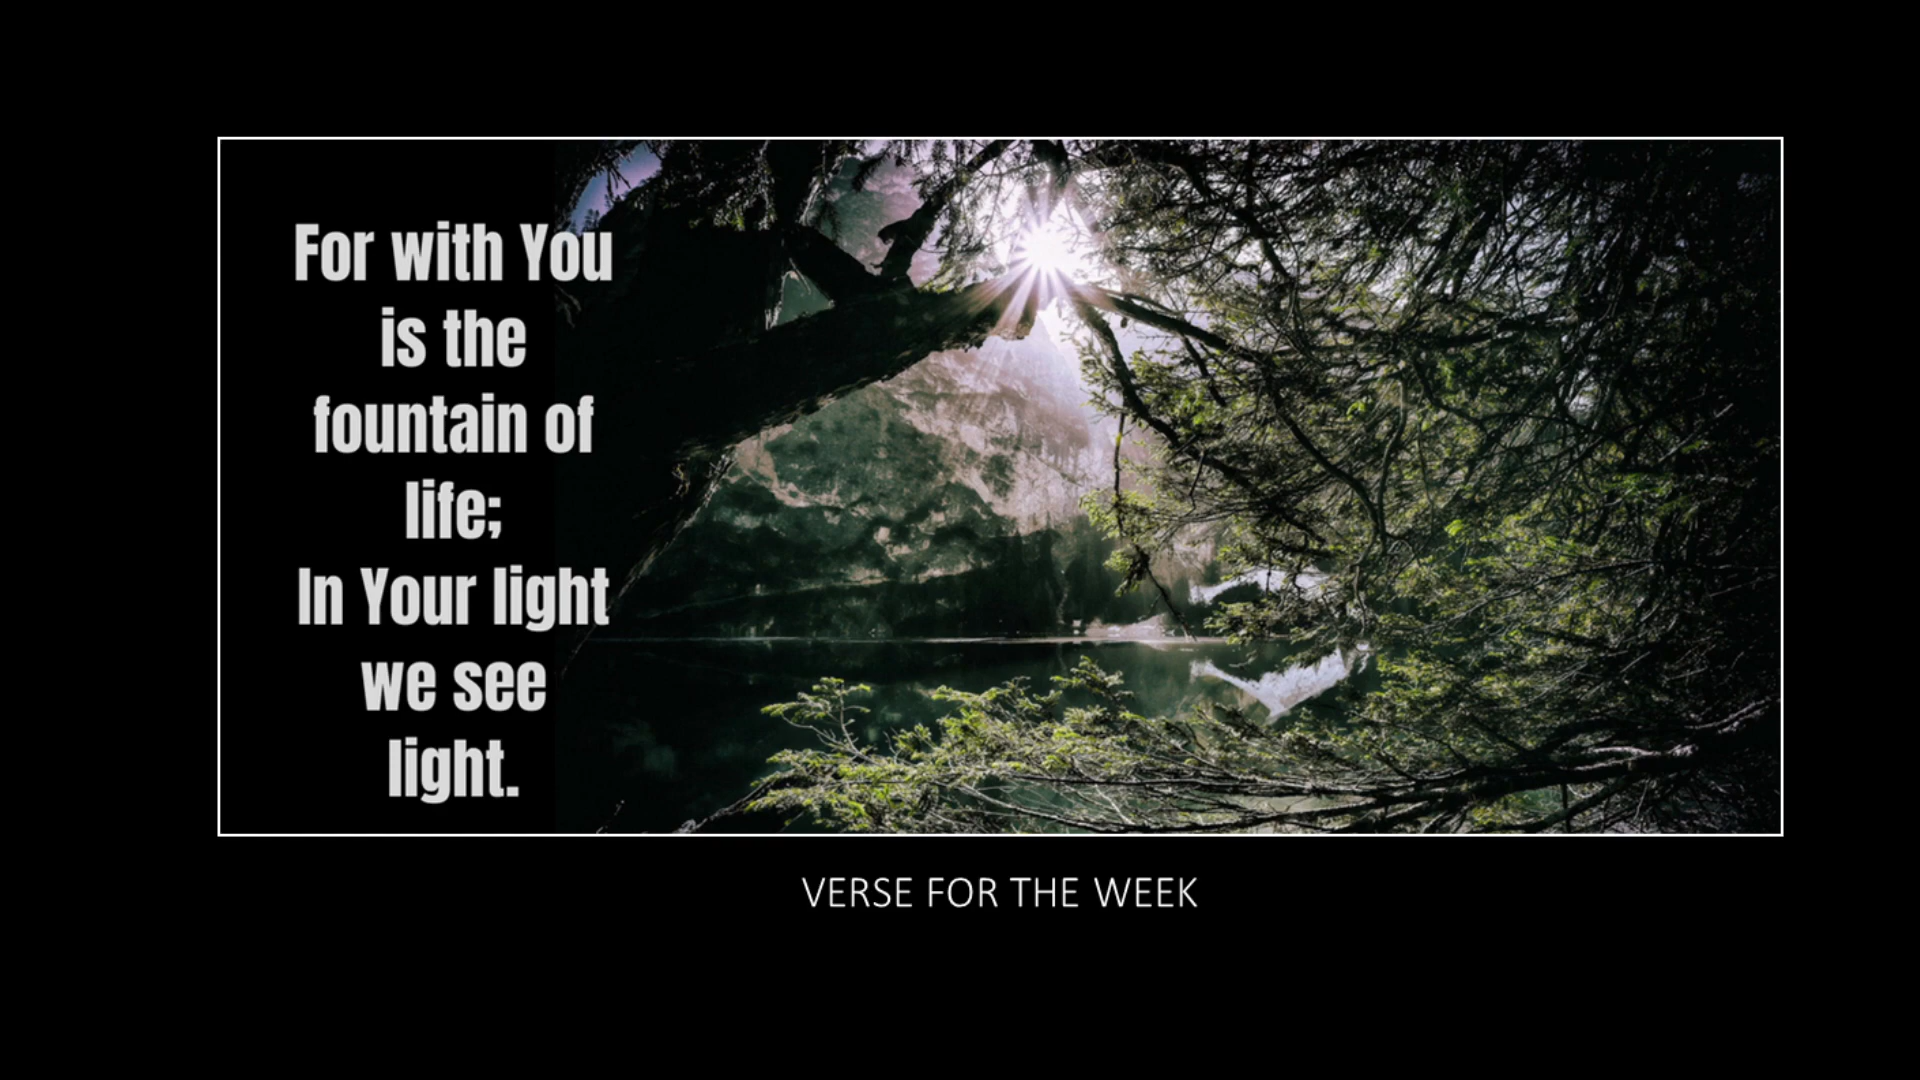 For with You
is the
fountain of
life;
In Your light
we see
light.
VERSE FOR THE WEEK